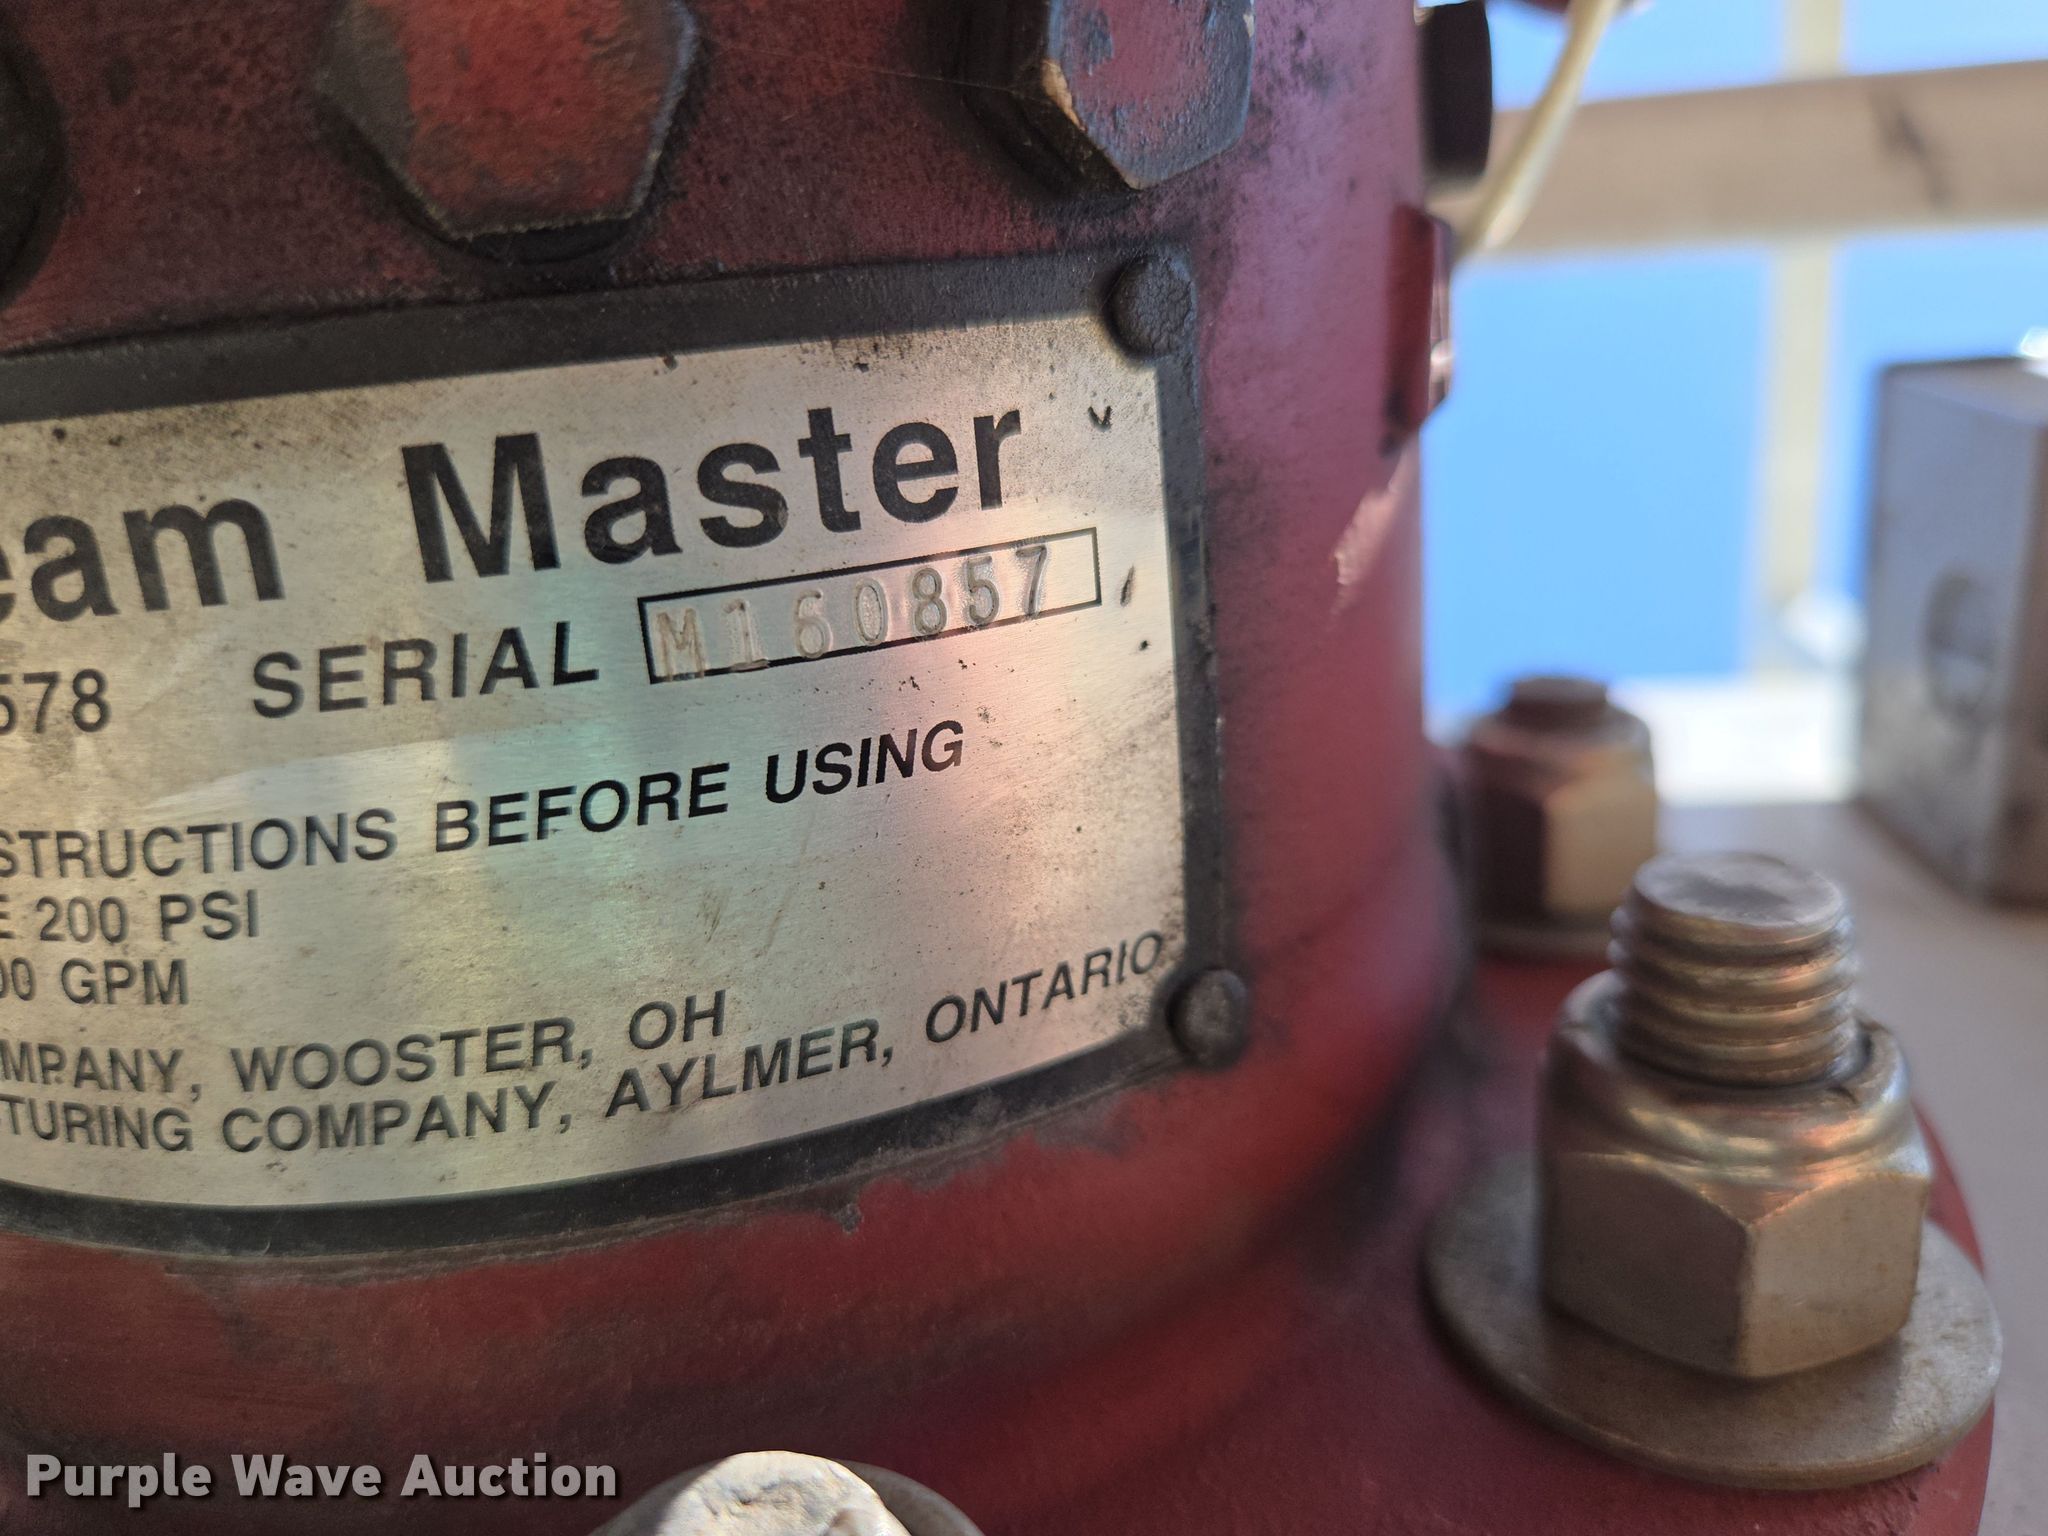 eam Master
578 SERIAL M160857
STRUCTIONS BEFORE USING
E 200 PSI
00 GPM
MPANY, WOOSTER, OH
TURING COMPANY, AYLMER, ONTARIO
Purple Wave Auction